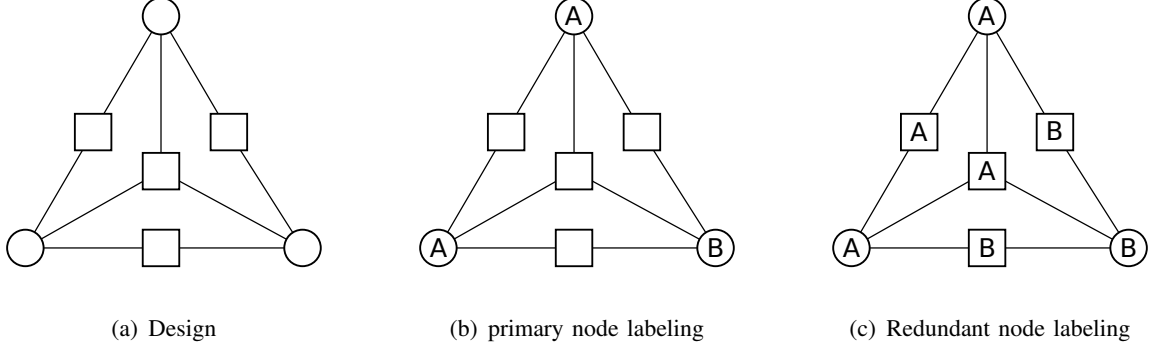 A A
A B
A
A B A B B
(a) Design (b) primary node labeling (c) Redundant node labeling